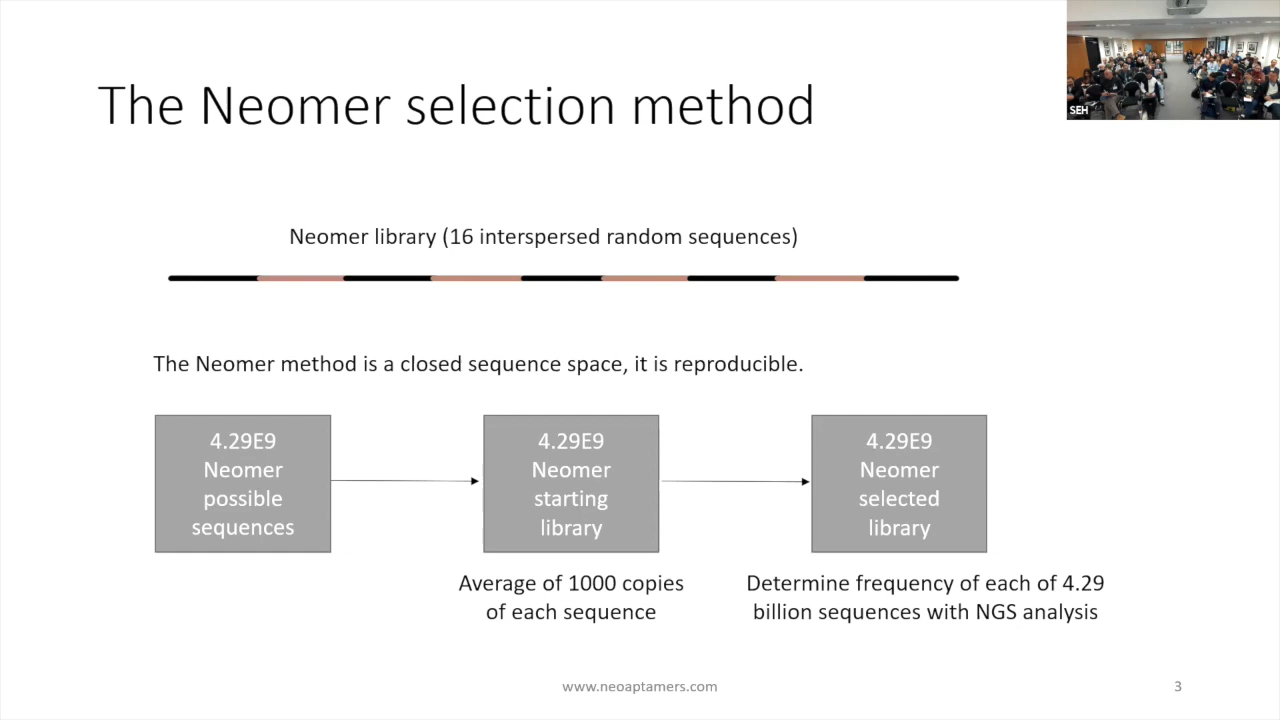 SEH
The Neomer selection method
Neomer library (16 interspersed random sequences)
The Neomer method is a closed sequence space, it is reproducible.
4.29E9
Neomer
possible
sequences
4.29E9
Neomer
starting
library
4.29E9
Neomer
selected
library
Average of 1000 copies
of each sequence
Determine frequency of each of 4.29
billion sequences with NGS analysis
www.neoaptamers.com
3